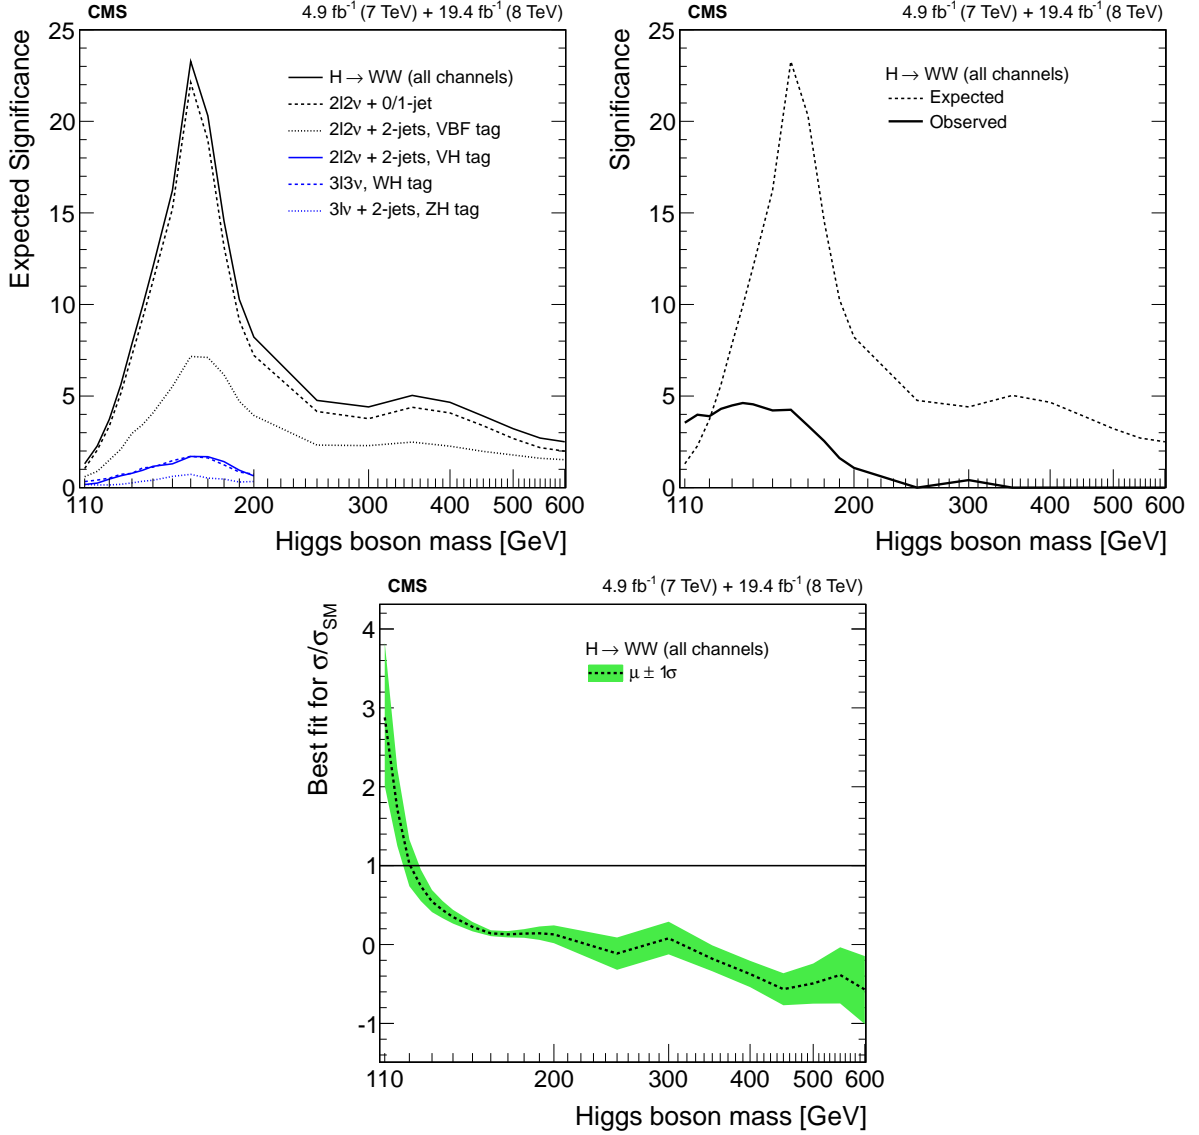 CMS 4.9 fb-1 (7 TeV) + 19.4 fb-1 (8 TeV)
Expected Significance
25
20
15
10
5
0
H → WW (all channels)
2l2ν + 0/1-jet
2l2ν + 2-jets, VBF tag
2l2ν + 2-jets, VH tag
3l3ν, WH tag
3lν + 2-jets, ZH tag
110 200 300 400 500 600
Higgs boson mass [GeV]
CMS 4.9 fb-1 (7 TeV) + 19.4 fb-1 (8 TeV)
Significance
25
20
15
10
5
0
H → WW (all channels)
Expected
Observed
110 200 300 400 500 600
Higgs boson mass [GeV]
CMS 4.9 fb-1 (7 TeV) + 19.4 fb-1 (8 TeV)
Best fit for σ/σSM
4
3
2
1
0
-1
H → WW (all channels)
μ ± 1σ
110 200 300 400 500 600
Higgs boson mass [GeV]